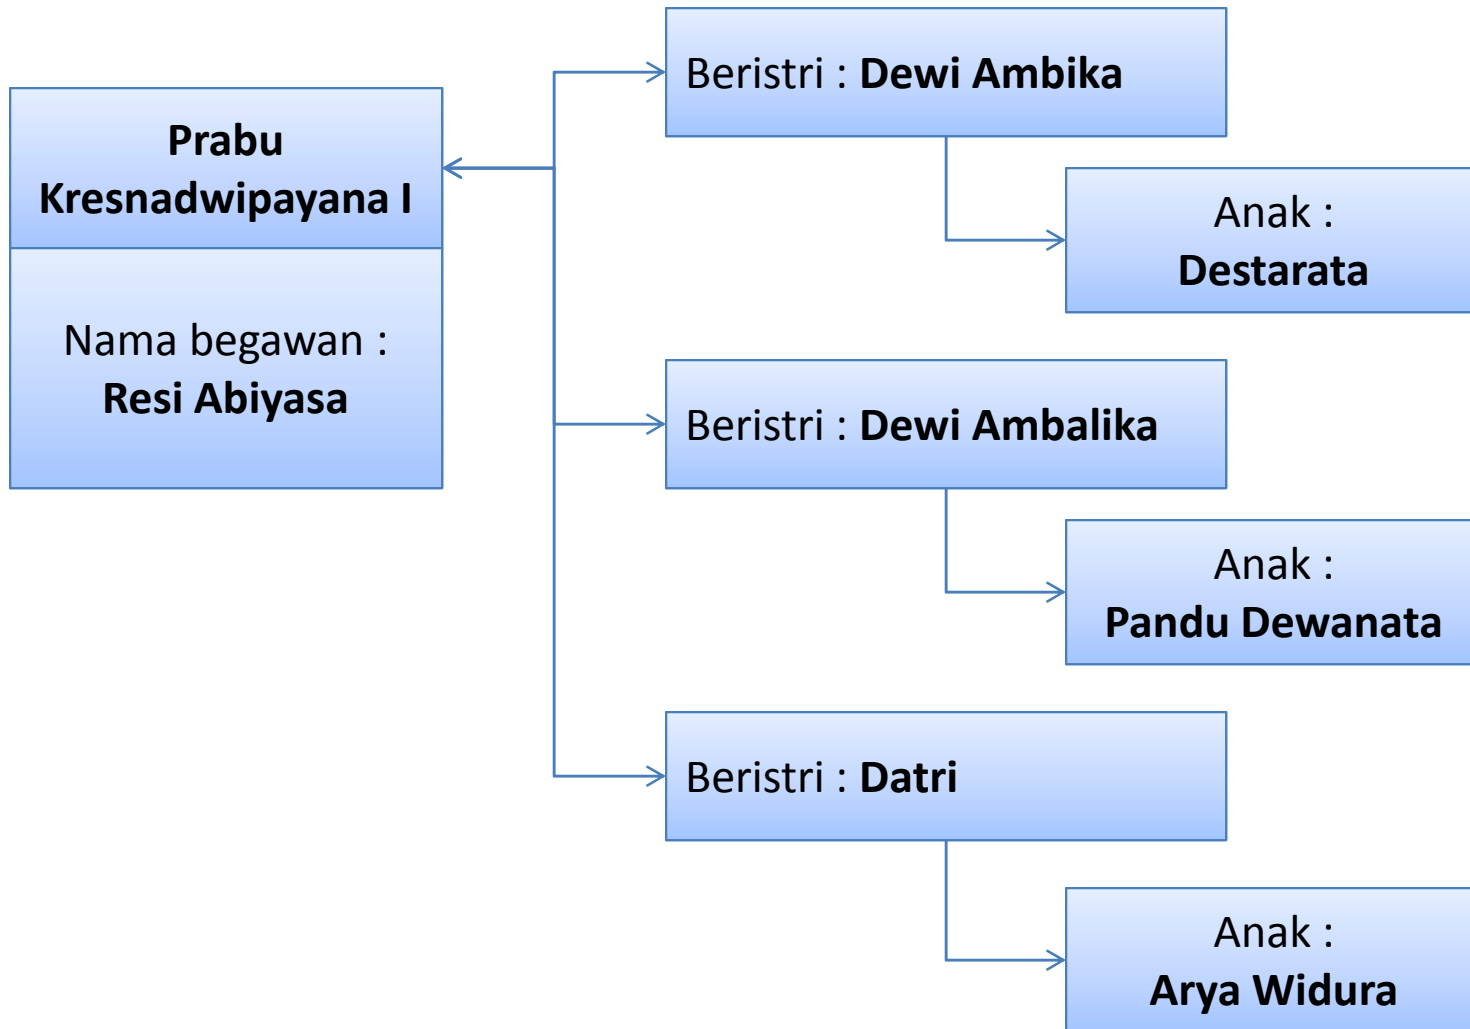 Prabu
Kresnadwipayana I
Nama begawan :
Resi Abiyasa
Beristri : Dewi Ambika
Anak :
Destarata
Beristri : Dewi Ambalika
Anak :
Pandu Dewanata
Beristri : Datri
Anak :
Arya Widura